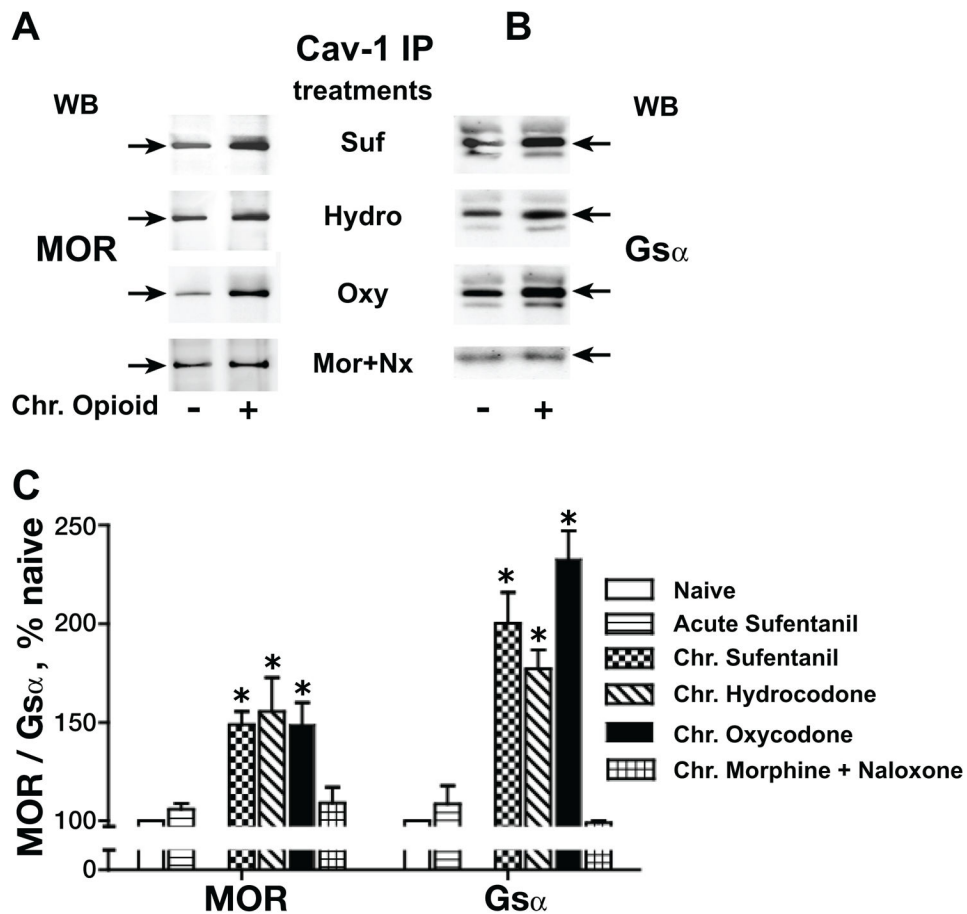 A
B
Cav-1 IP
treatments
WB
WB
Suf
Hydro
MOR
Gsα
Oxy
Mor+Nx
Chr. Opioid - + - +
C
MOR / Gsα, % naive
250
200
150
100
0
* * *
* * *
Naive
Acute Sufentanil
Chr. Sufentanil
Chr. Hydrocodone
Chr. Oxycodone
Chr. Morphine + Naloxone
MOR
Gsα